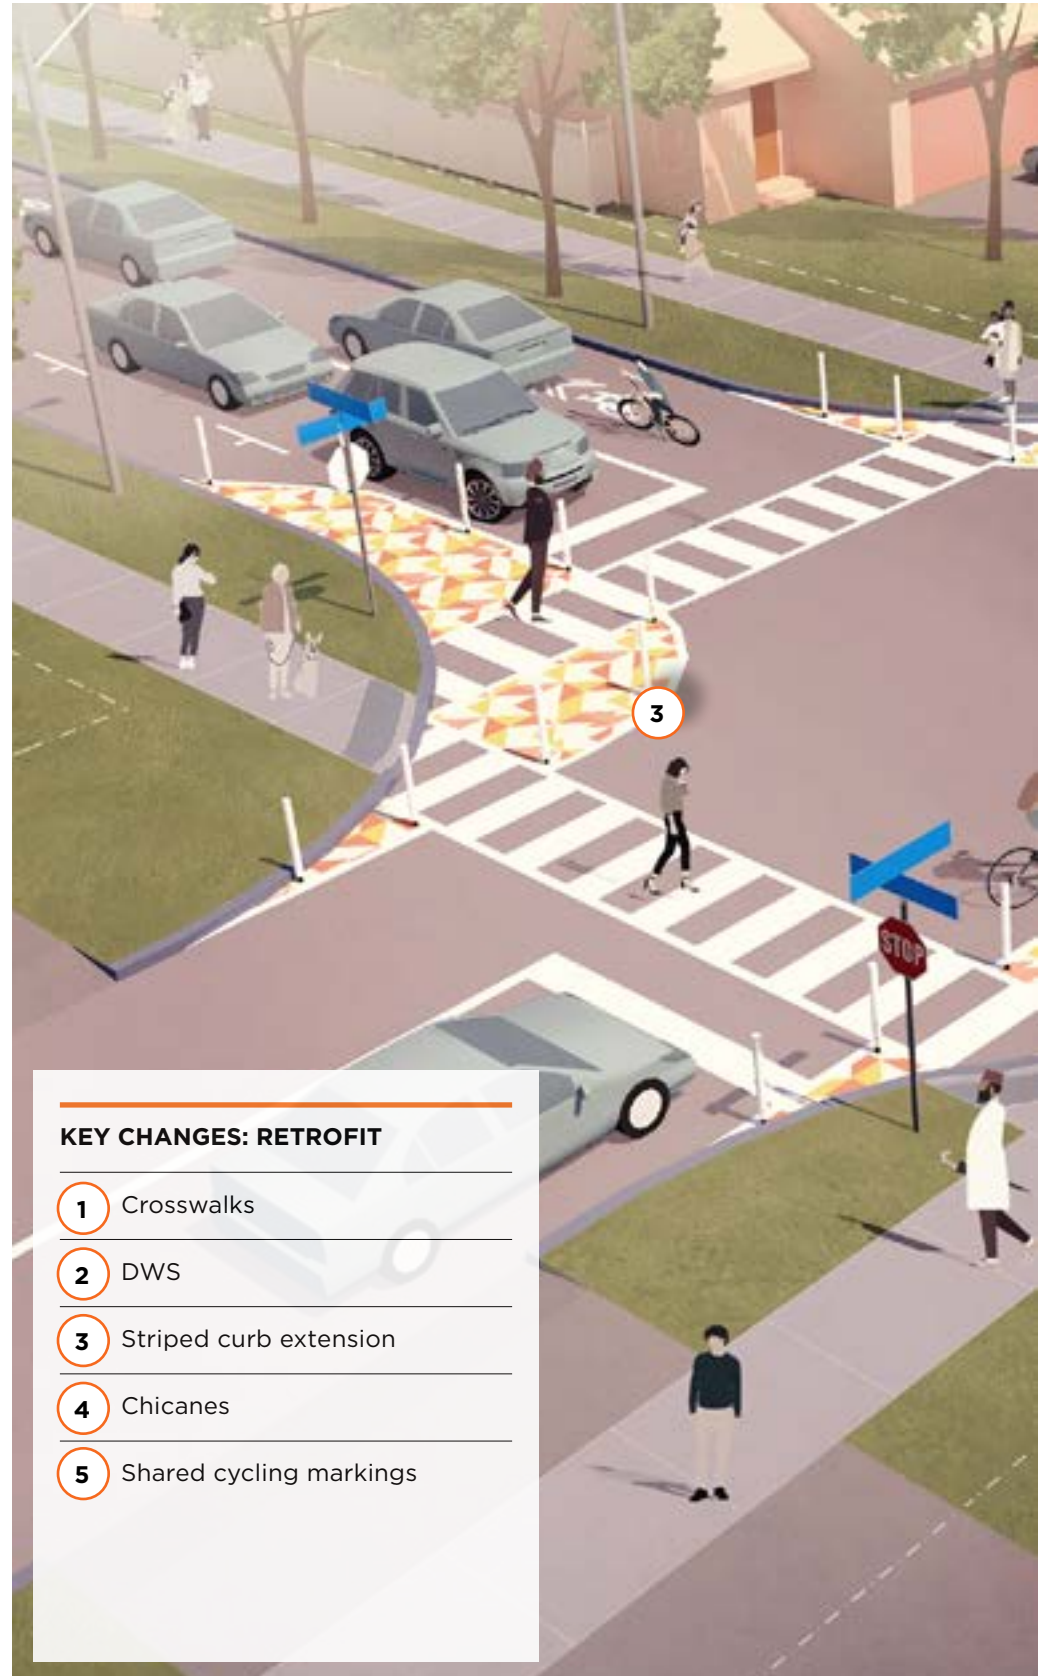 3
STOP
KEY CHANGES: RETROFIT
1 Crosswalks
2 DWS
3 Striped curb extension
4 Chicanes
5 Shared cycling markings